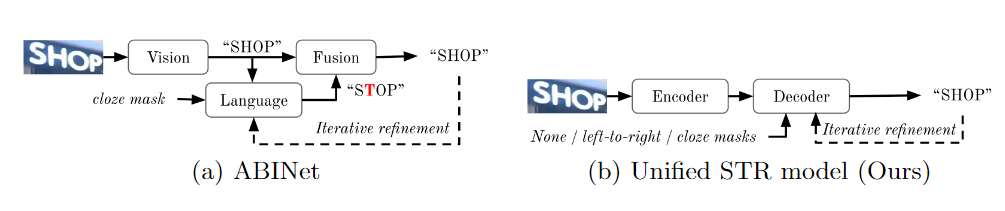 SHOP
Vision
"SHOP"
Fusion
"SHOP"
cloze mask
Language
"STOP"
Iterative refinement
(a) ABINet
SHOP
Encoder
Decoder
"SHOP"
None / left-to-right / cloze masks
Iterative refinement
(b) Unified STR model (Ours)